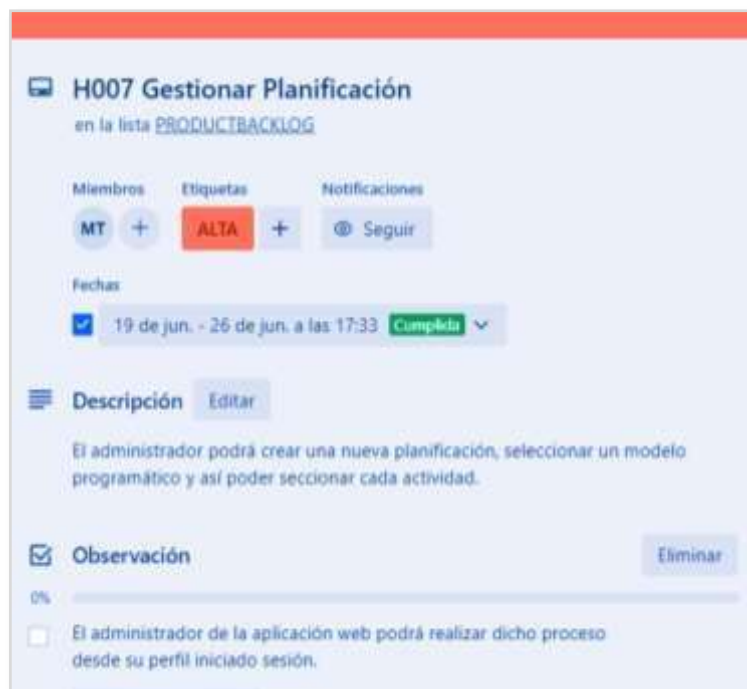 H007 Gestionar Planificación
en la lista PRODUCTBACKLOG
Miembros Etiquetas Notificaciones
MT + ALTA + Seguir
Fechas
19 de jun. - 26 de jun. a las 17:33 Cumplida
Descripción Editar
El administrador podrá crear una nueva planificación, seleccionar un modelo
programático y así poder seccionar cada actividad.
Observación Eliminar
0%
El administrador de la aplicación web podrá realizar dicho proceso
desde su perfil iniciado sesión.